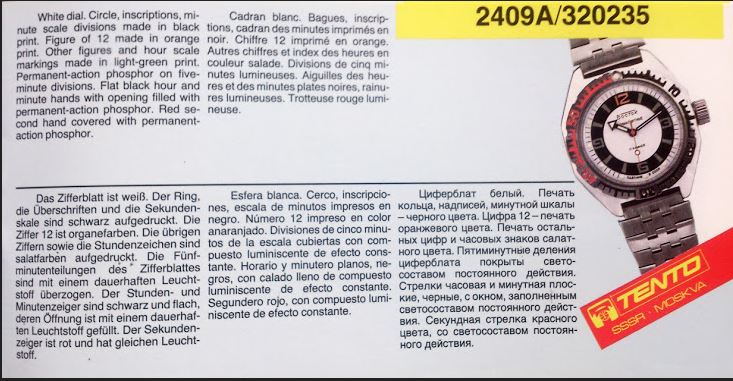 White dial. Circle, inscriptions, mi-
nute scale divisions made in black
print. Figure of 12 made in orange
print. Other figures and hour scale
markings made in light-green print.
Permanent-action phosphor on five-
minute divisions. Flat black hour and
minute hands with opening filled with
permanent-action phosphor. Red se-
cond hand covered with permanent-
action phosphor.
Cadran blanc. Bagues, inscrip-
tions, cadran des minutes imprimés en
noir. Chiffre 12 imprimé en orange.
Autres chiffres et index des heures en
couleur salade. Divisions de cinq mi-
nutes lumineuses. Aiguilles des heu-
res et des minutes plates noires, rainu-
res lumineuses. Trotteuse rouge lumi-
neuse.
2409A/320235
Das Zifferblatt ist weiß. Der Ring,
die Überschriften und die Sekunden-
skale sind schwarz aufgedruckt. Die
Ziffer 12 ist organefarben. Die übrigen
Ziffern sowie die Stundenzeichen sind
salatfarben aufgedruckt. Die Fünf-
minutenteilungen des Zifferblattes
sind mit einem dauerhaften Leucht-
stoff überzogen. Der Stunden- und
Minutenzeiger sind schwarz und flach,
deren Öffnung ist mit einem dauerhaf-
ten Leuchtstoff gefüllt. Der Sekunden-
zeiger ist rot und hat gleichen Leucht-
stoff.
Esfera blanca. Cerco, inscripcio-
nes, escala de minutos impresos en
negro. Número 12 impreso en color
anaranjado. Divisiones de cinco minu-
tos de la escala cubiertas con com-
puesto luminiscente de efecto cons-
tante. Horario y minutero planos, ne-
gros, con calado lleno de compuesto
luminiscente de efecto constante.
Segundero rojo, con compuesto lumi-
niscente de efecto constante.
Циферблат белый. Печать
кольца, надписей, минутной шкалы
– черного цвета. Цифра 12 – печать
оранжевого цвета. Печать осталь-
ных цифр и часовых знаков салат-
ного цвета. Пятиминутные деления
циферблата покрыты свето-
составом постоянного действия.
Стрелки часовая и минутная плос-
кие, черные, с окном, заполненным
светосоставом постоянного дейст-
вия. Секундная стрелка красного
цвета, со светосоставом постоян-
ного действия.
12
ВОСТОК
TENTO
SSSR · MOSKVA